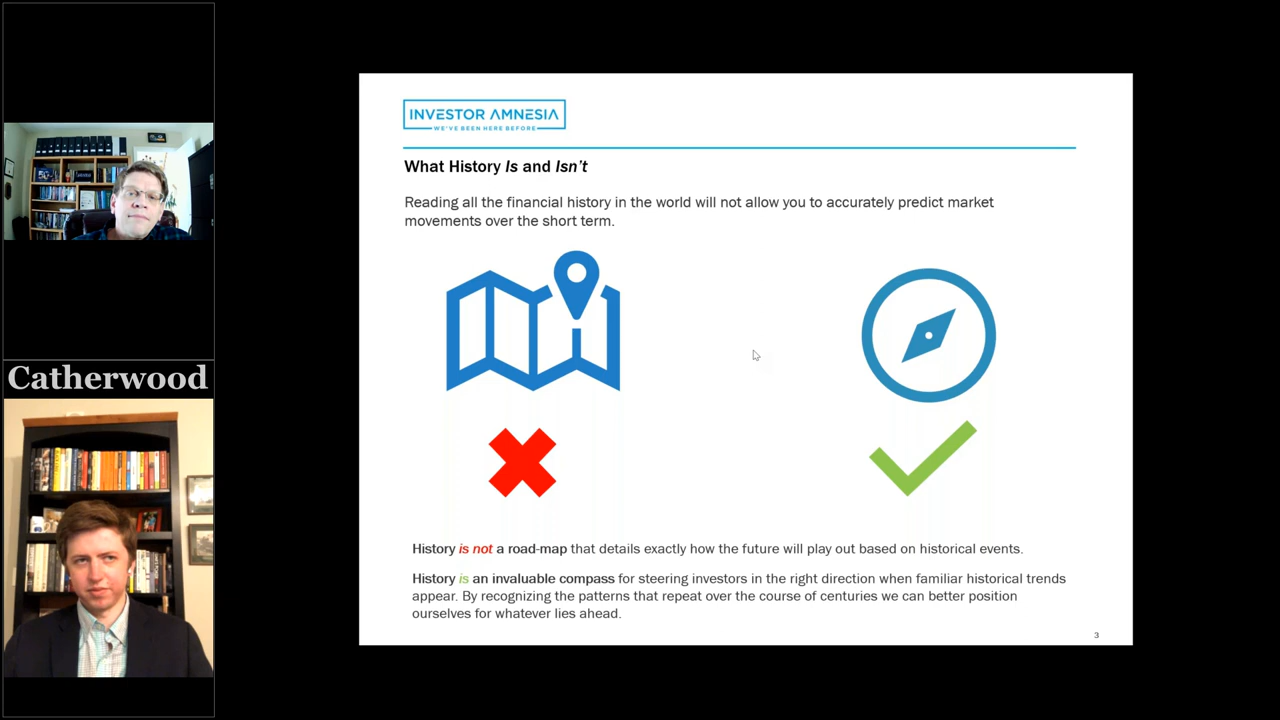 Catherwood
INVESTOR AMNESIA
WE'VE BEEN HERE BEFORE
What History Is and Isn't
Reading all the financial history in the world will not allow you to accurately predict market
movements over the short term.
History is not a road-map that details exactly how the future will play out based on historical events.
History is an invaluable compass for steering investors in the right direction when familiar historical trends
appear. By recognizing the patterns that repeat over the course of centuries we can better position
ourselves for whatever lies ahead.
3